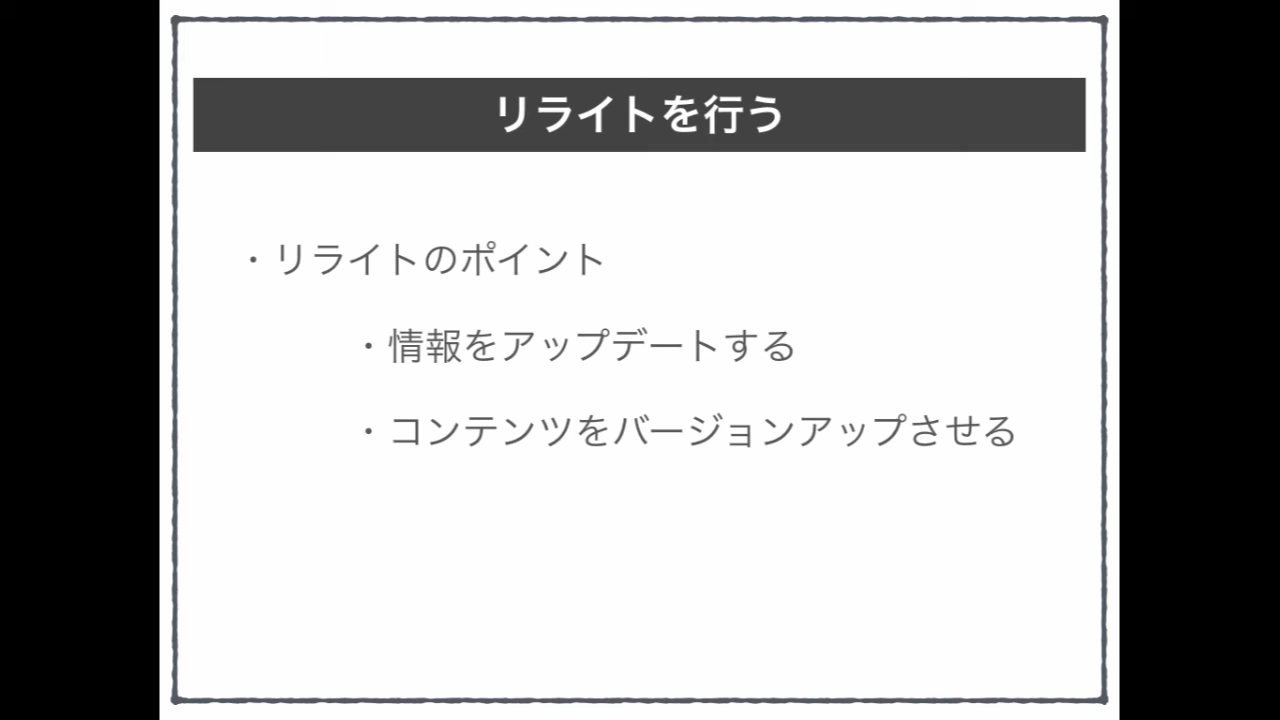 リライトを行う
・リライトのポイント
・情報をアップデートする
・コンテンツをバージョンアップさせる